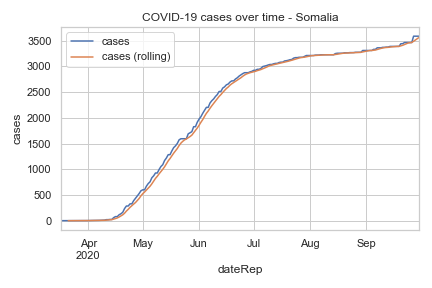 COVID-19 cases over time - Somalia
cases
cases (rolling)
3500
3000
2500
2000
1500
1000
500
0
cases
Apr
2020
May
Jun
Jul
Aug
Sep
dateRep